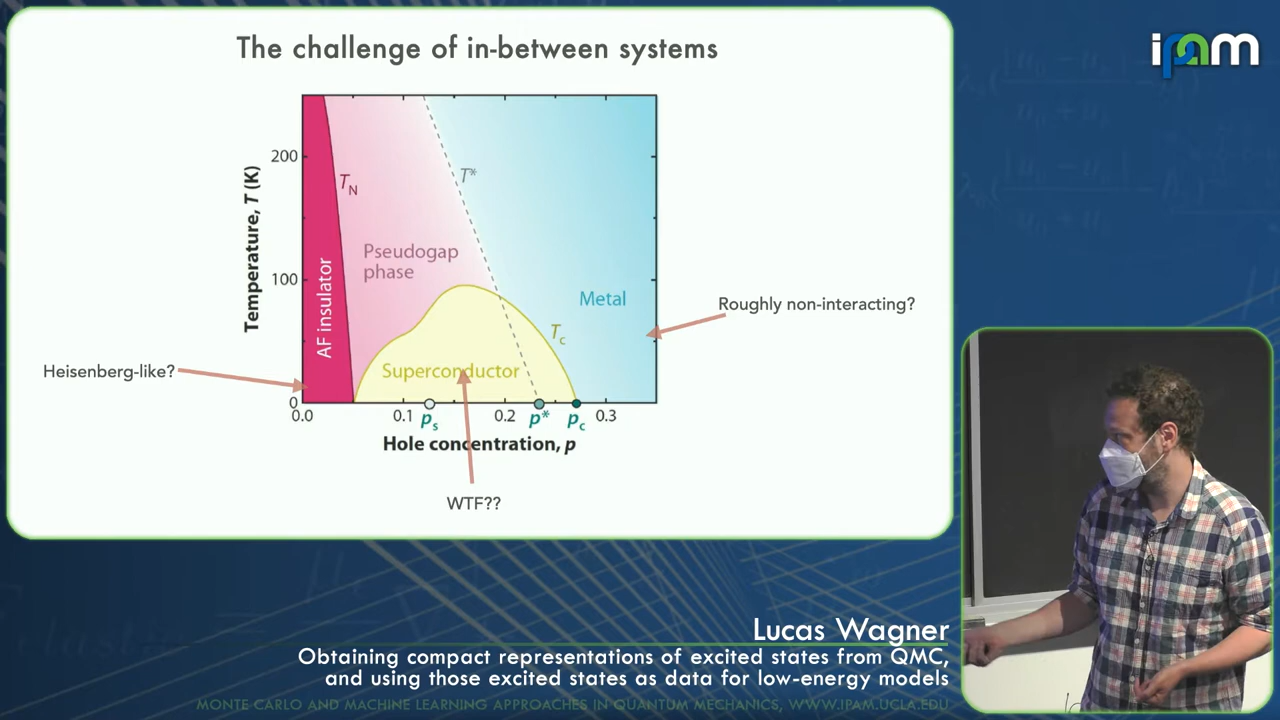 The challenge of in-between systems
ipam
Temperature, T (K)
200
100
0
T_N
T*
Pseudogap
phase
AF insulator
Metal
Roughly non-interacting?
T_c
Heisenberg-like?
Superconductor
0.0
0.1
0.2
0.3
p_s
p*
p_c
Hole concentration, p
WTF??
Lucas Wagner
Obtaining compact representations of excited states from QMC,
and using those excited states as data for low-energy models
MONTE CARLO AND MACHINE LEARNING APPROACHES IN QUANTUM MECHANICS, WWW.IPAM.UCLA.EDU